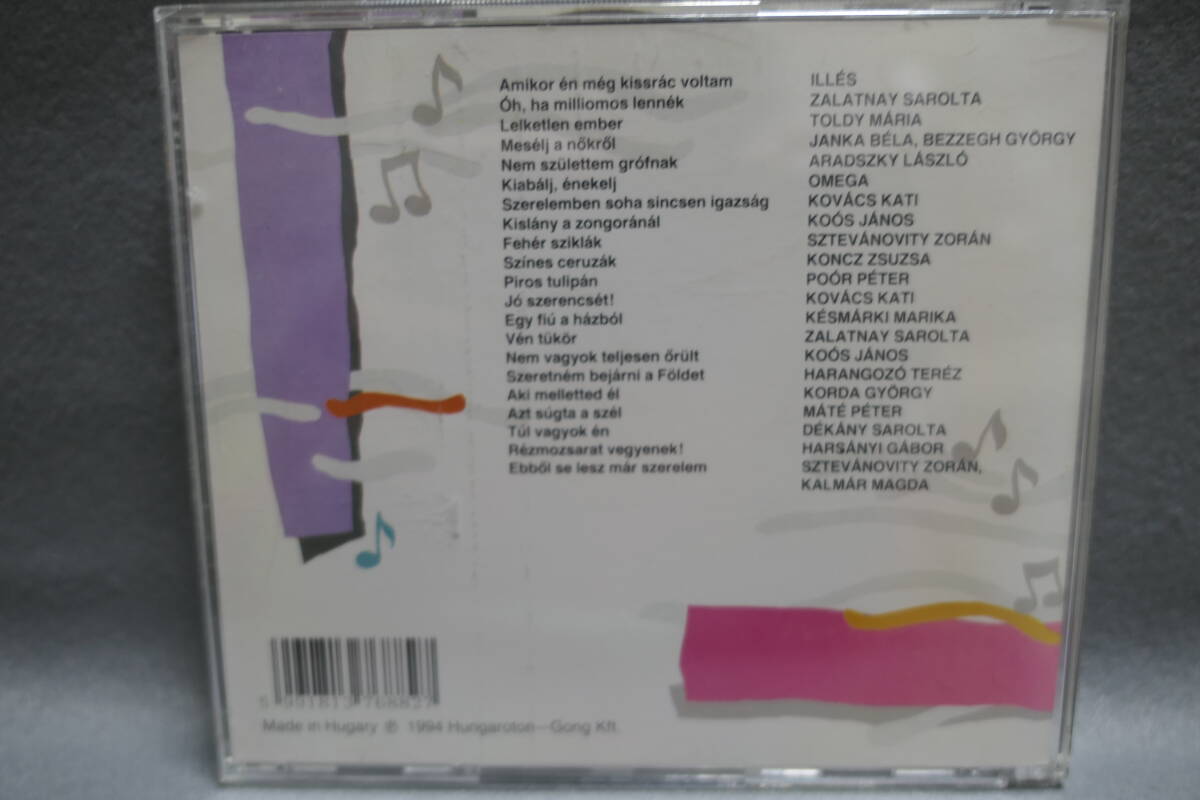 Amikor én még kissrác voltam ILLÉS
Óh, ha milliomos lennék ZALATNAY SAROLTA
Lelketlen ember TOLDY MÁRIA
Mesélj a nőkről JANKA BÉLA, BEZZEGH GYÖRGY
Nem születtem grófnak ARADSZKY LÁSZLÓ
Kiabálj, énekelj OMEGA
Szerelemben soha sincsen igazság KOVÁCS KATI
Kislány a zongoránál KOÓS JÁNOS
Fehér sziklák SZTEVÁNOVITY ZORÁN
Színes ceruzák KONCZ ZSUZSA
Piros tulipán POÓR PÉTER
Jó szerencsét! KOVÁCS KATI
Egy fiú a házból KÉSMÁRKI MARIKA
Vén tükör ZALATNAY SAROLTA
Nem vagyok teljesen őrült KOÓS JÁNOS
Szeretném bejárni a Földet HARANGOZÓ TERÉZ
Aki melletted él KORDA GYÖRGY
Azt súgta a szél MÁTÉ PÉTER
Túl vagyok én DÉKÁNY SAROLTA
Rézmozsarat vegyenek! HARSÁNYI GÁBOR
Ebből se lesz már szerelem SZTEVÁNOVITY ZORÁN,
KALMÁR MAGDA
5 991813 768827
Made in Hugary ℗ 1994 Hungaroton—Gong Kft.